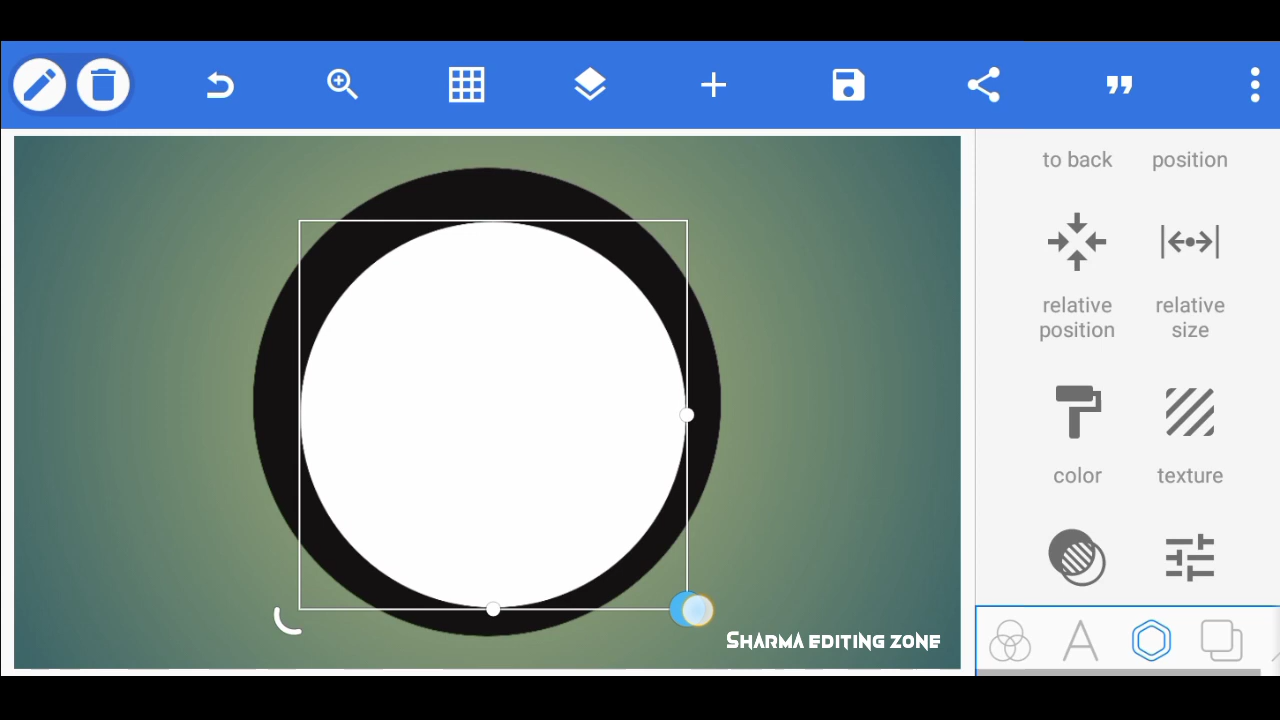 to back
position
relative
position
relative
size
color
texture
SHARMA EDITING ZONE